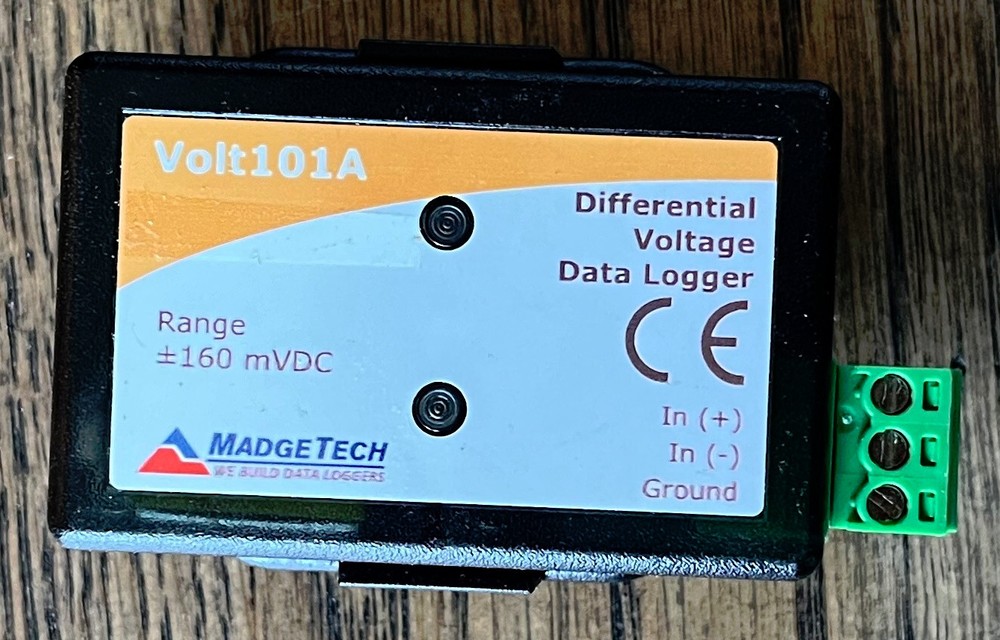 Volt101A
Differential
Voltage
Data Logger
CE
Range
±160 mVDC
In (+)
In (-)
Ground
MADGETECH
WE BUILD DATA LOGGERS